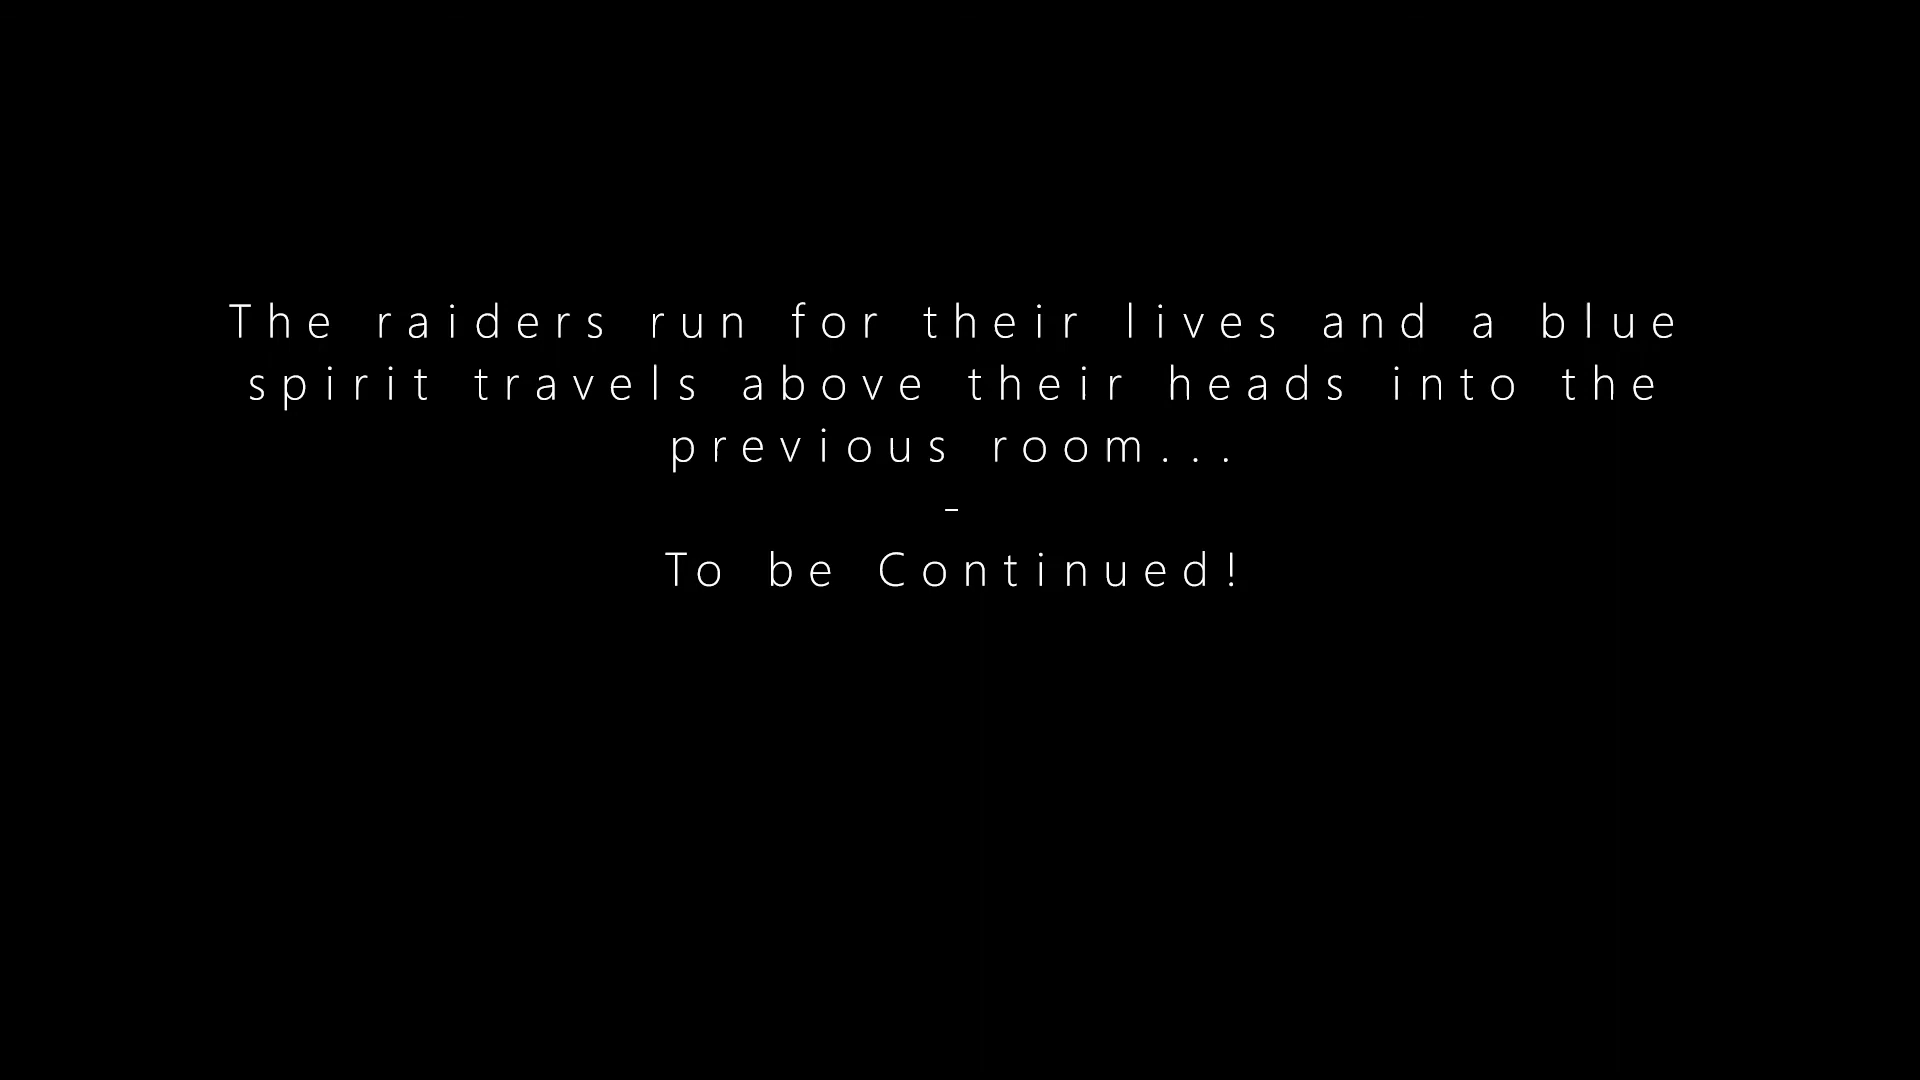 The raiders run for their lives and a blue
spirit travels above their heads into the
previous room...
-
To be Continued!